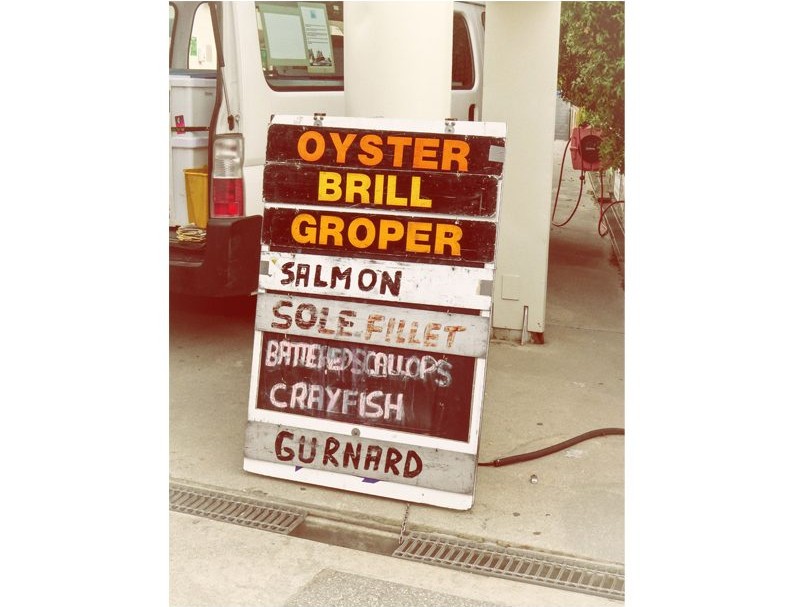 OYSTER
BRILL
GROPER
SALMON
SOLE FILLET
BATTERED SCALLOPS
CRAYFISH
GURNARD